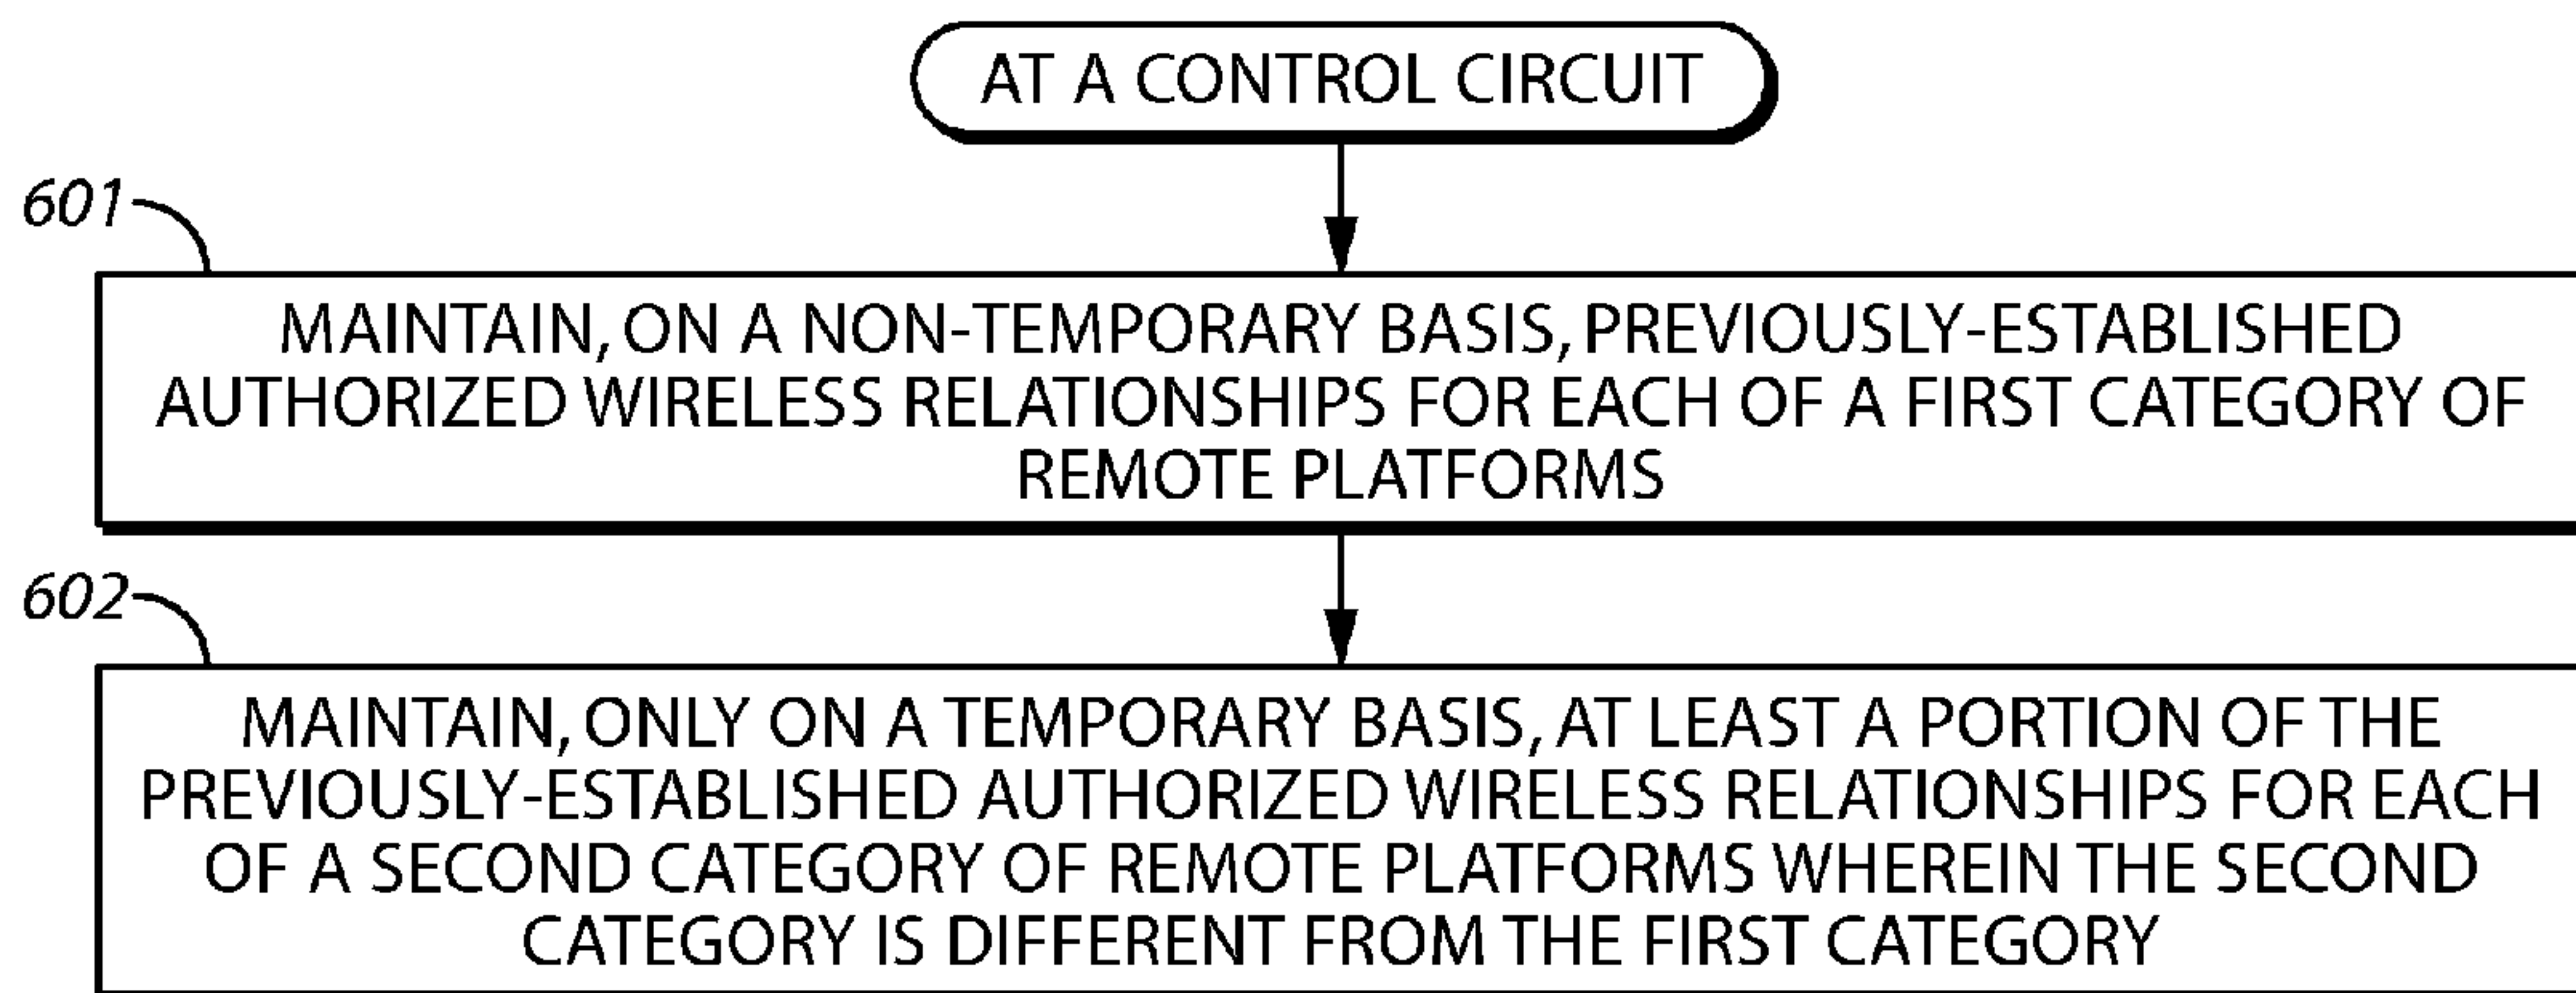 AT A CONTROL CIRCUIT
601
MAINTAIN, ON A NON-TEMPORARY BASIS, PREVIOUSLY-ESTABLISHED
AUTHORIZED WIRELESS RELATIONSHIPS FOR EACH OF A FIRST CATEGORY OF
REMOTE PLATFORMS
602
MAINTAIN, ONLY ON A TEMPORARY BASIS, AT LEAST A PORTION OF THE
PREVIOUSLY-ESTABLISHED AUTHORIZED WIRELESS RELATIONSHIPS FOR EACH
OF A SECOND CATEGORY OF REMOTE PLATFORMS WHEREIN THE SECOND
CATEGORY IS DIFFERENT FROM THE FIRST CATEGORY